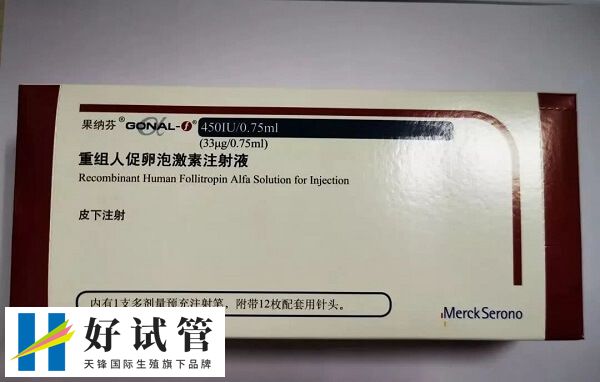 果纳芬®GONAL-f® 450IU/0.75ml
(33μg/0.75ml)
重组人促卵泡激素注射液
Recombinant Human Follitropin Alfa Solution for Injection
皮下注射
内有1支多剂量预充注射笔，附带12枚配套用针头。
Merck Serono
好试管
天锋国际生殖旗下品牌